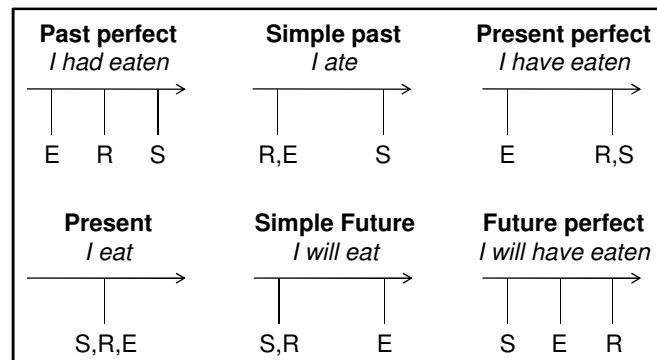 Past perfect
I had eaten
E R S
Simple past
I ate
R,E S
Present perfect
I have eaten
E R,S
Present
I eat
S,R,E
Simple Future
I will eat
S,R E
Future perfect
I will have eaten
S E R